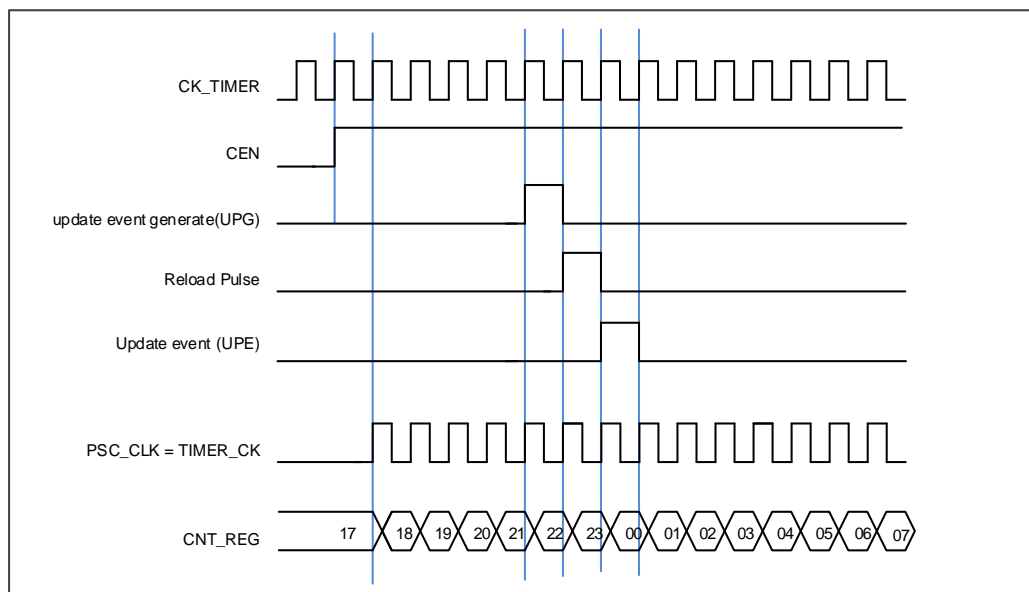 CK_TIMER
CEN
update event generate(UPG)
Reload Pulse
Update event (UPE)
PSC_CLK = TIMER_CK
CNT_REG 17 18 19 20 21 22 23 00 01 02 03 04 05 06 07